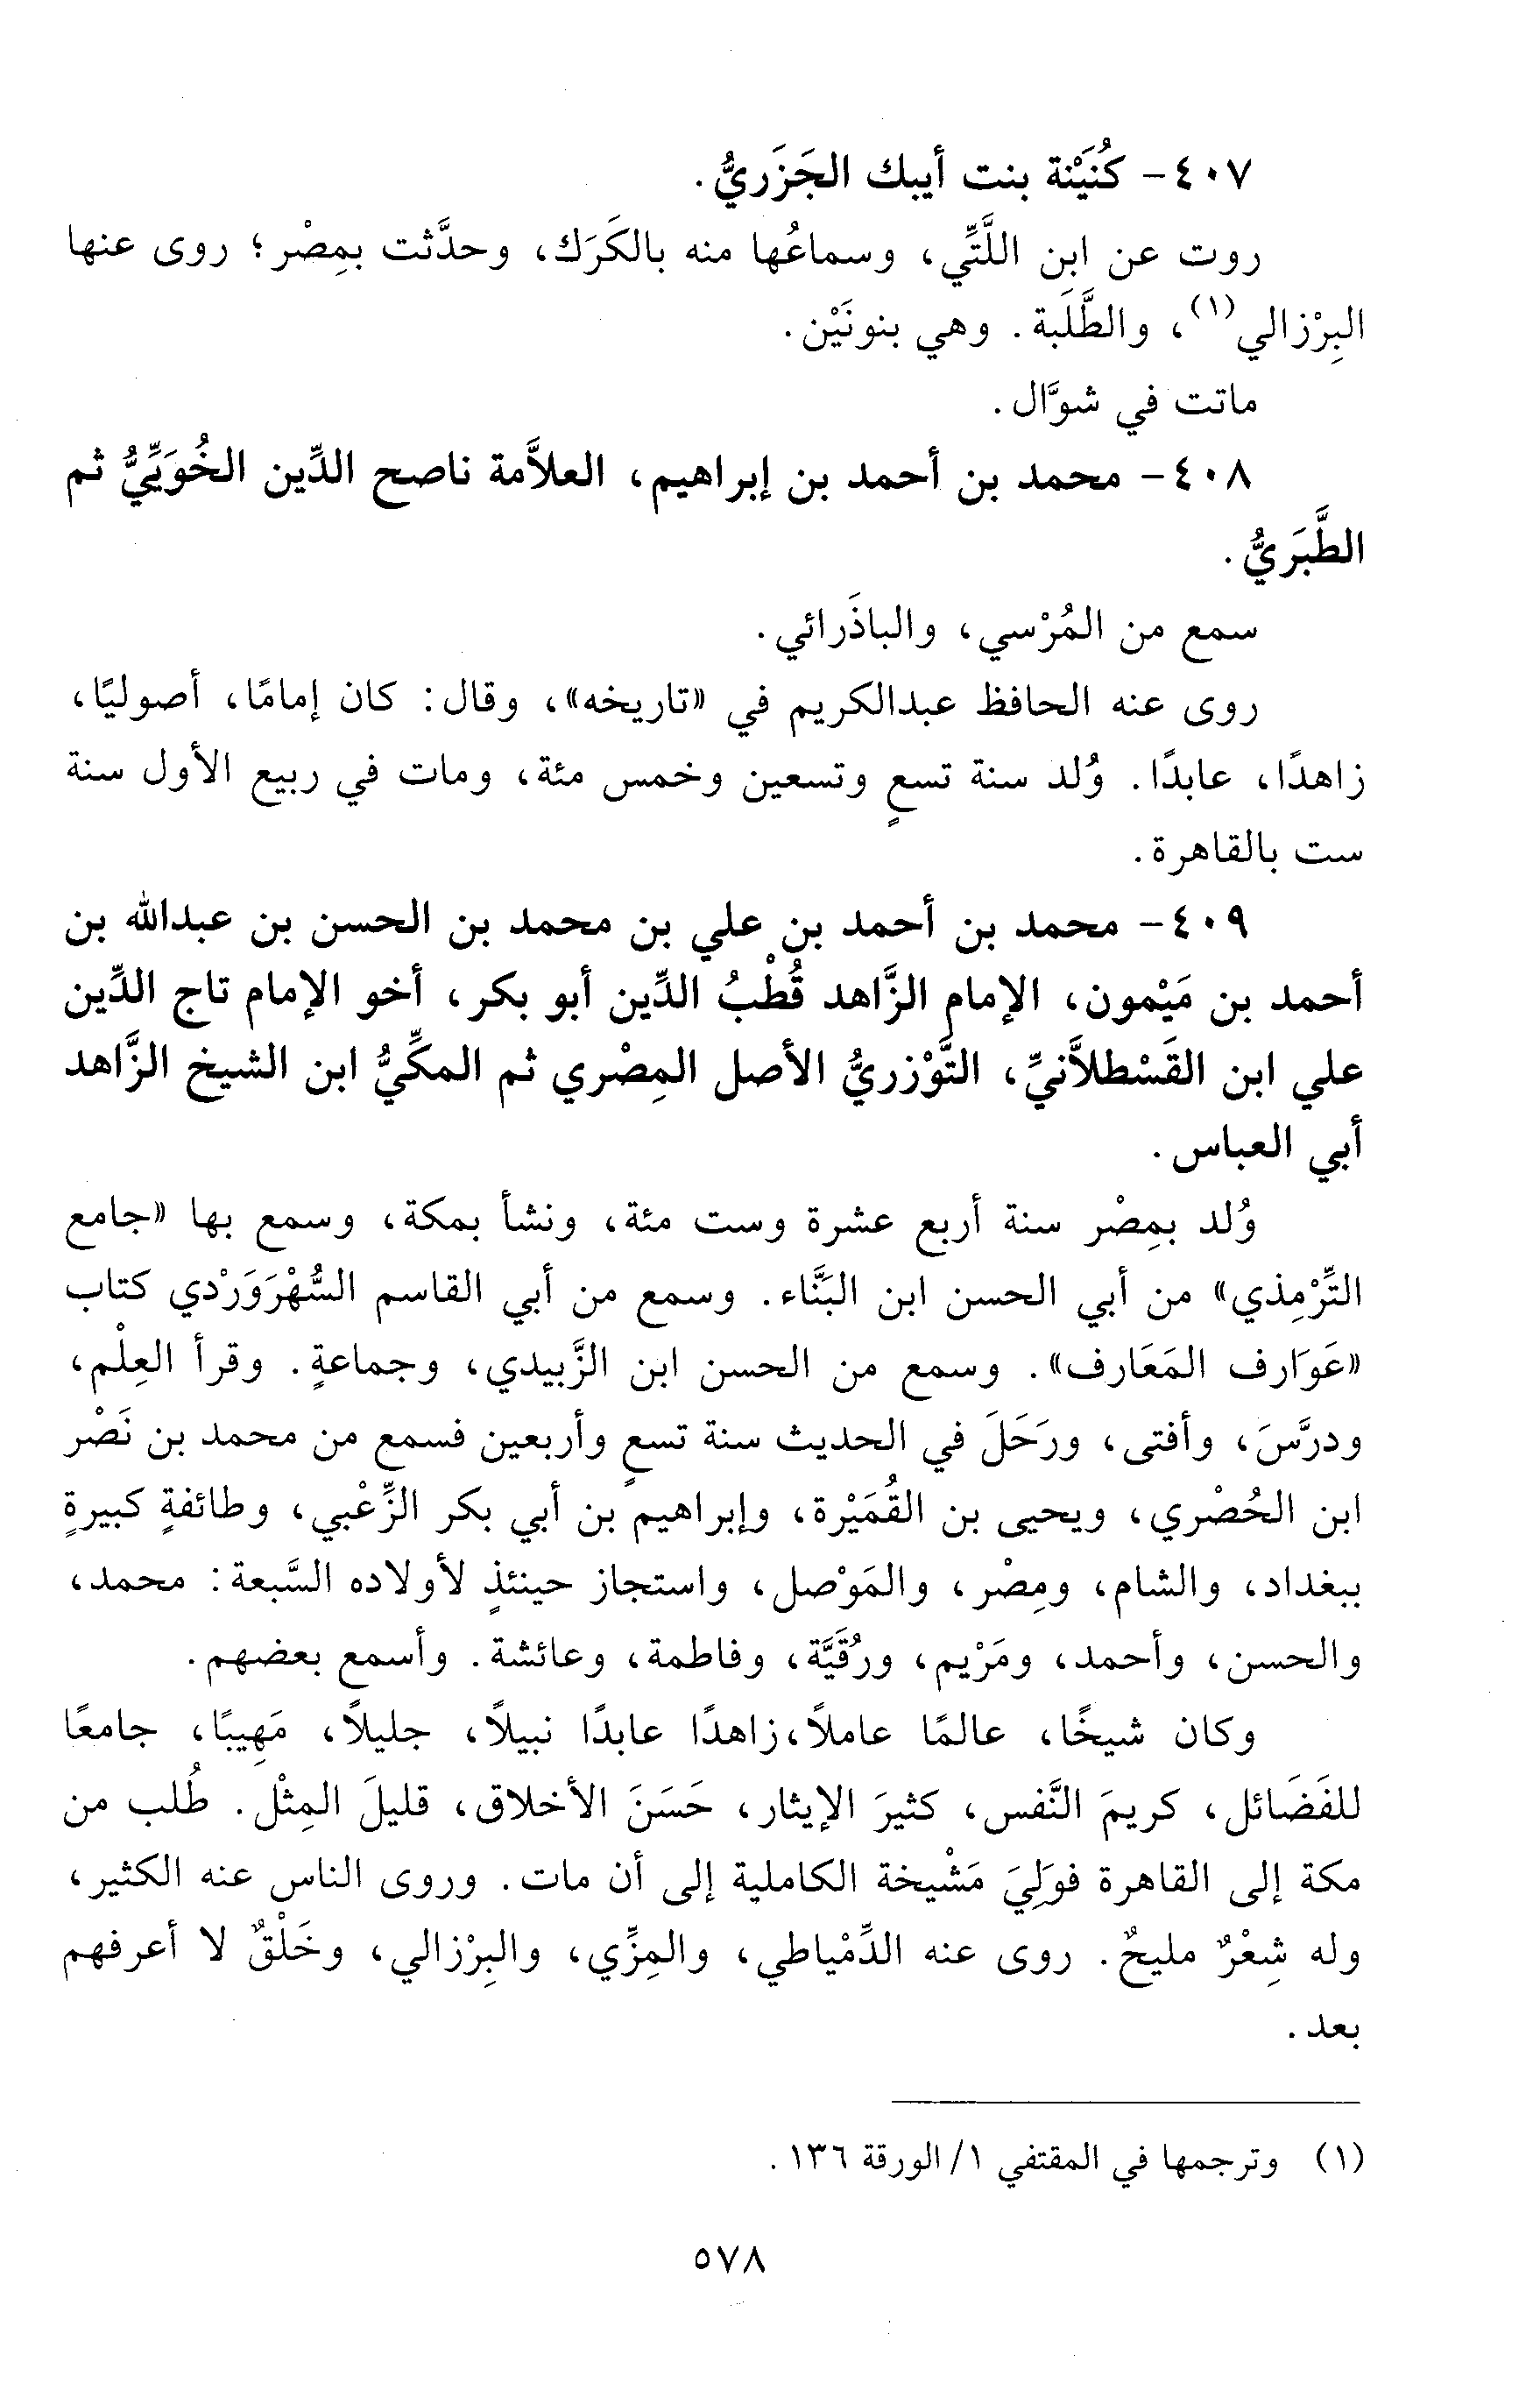 ٤٠٧- كُنَيْنة بنت أيبك الجَزَريُّ.
روت عن ابن اللَّتِّي، وسماعُها منه بالكَرَك، وحدَّثت بمِصْر؛ روى عنها
البِرْزالي(١)، والطَّلَبة. وهي بنونَيْن.
ماتت في شوَّال.
٤٠٨- محمد بن أحمد بن إبراهيم، العلاَّمة ناصح الدِّين الخُوَيِّيُّ ثم
الطَّبَريُّ.
سمع من المُرْسي، والباذَرائي.
روى عنه الحافظ عبدالكريم في «تاريخه»، وقال: كان إمامًا، أصوليًا،
زاهدًا، عابدًا. وُلد سنة تسعٍ وتسعين وخمس مئة، ومات في ربيع الأول سنة
ست بالقاهرة.
٤٠٩- محمد بن أحمد بن علي بن محمد بن الحسن بن عبدالله بن
أحمد بن مَيْمون، الإمام الزَّاهد قُطْبُ الدِّين أبو بكر، أخو الإمام تاج الدِّين
علي ابن القَسْطلاَّنيِّ، التَّوْزريُّ الأصل المِصْري ثم المكِّيُّ ابن الشيخ الزَّاهد
أبي العباس.
وُلد بمِصْر سنة أربع عشرة وست مئة، ونشأ بمكة، وسمع بها «جامع
التِّرْمِذي» من أبي الحسن ابن البَنَّاء. وسمع من أبي القاسم السُّهْرَوَرْدي كتاب
«عَوَارف المَعَارف». وسمع من الحسن ابن الزَّبيدي، وجماعةٍ. وقرأ العِلْم،
ودرَّسَ، وأفتى، ورَحَلَ في الحديث سنة تسعٍ وأربعين فسمع من محمد بن نَصْر
ابن الحُصْري، ويحيى بن القُمَيْرة، وإبراهيم بن أبي بكر الزِّعْبي، وطائفةٍ كبيرةٍ
ببغداد، والشام، ومِصْر، والمَوْصل، واستجاز حينئذٍ لأولاده السَّبعة: محمد،
والحسن، وأحمد، ومَرْيم، ورُقَيَّة، وفاطمة، وعائشة. وأسمع بعضهم.
وكان شيخًا، عالمًا عاملاً، زاهدًا عابدًا نبيلاً، جليلاً، مَهِيبًا، جامعًا
للفَضَائل، كريمَ النَّفس، كثيرَ الإيثار، حَسَنَ الأخلاق، قليلَ المِثْل. طُلب من
مكة إلى القاهرة فوَلِيَ مَشْيخة الكاملية إلى أن مات. وروى الناس عنه الكثير،
وله شِعْرٌ مليحٌ. روى عنه الدِّمْياطي، والمِزِّي، والبِرْزالي، وخَلْقٌ لا أعرفهم
بعد.
(١) وترجمها في المقتفي ١/ الورقة ١٣٦.
٥٧٨